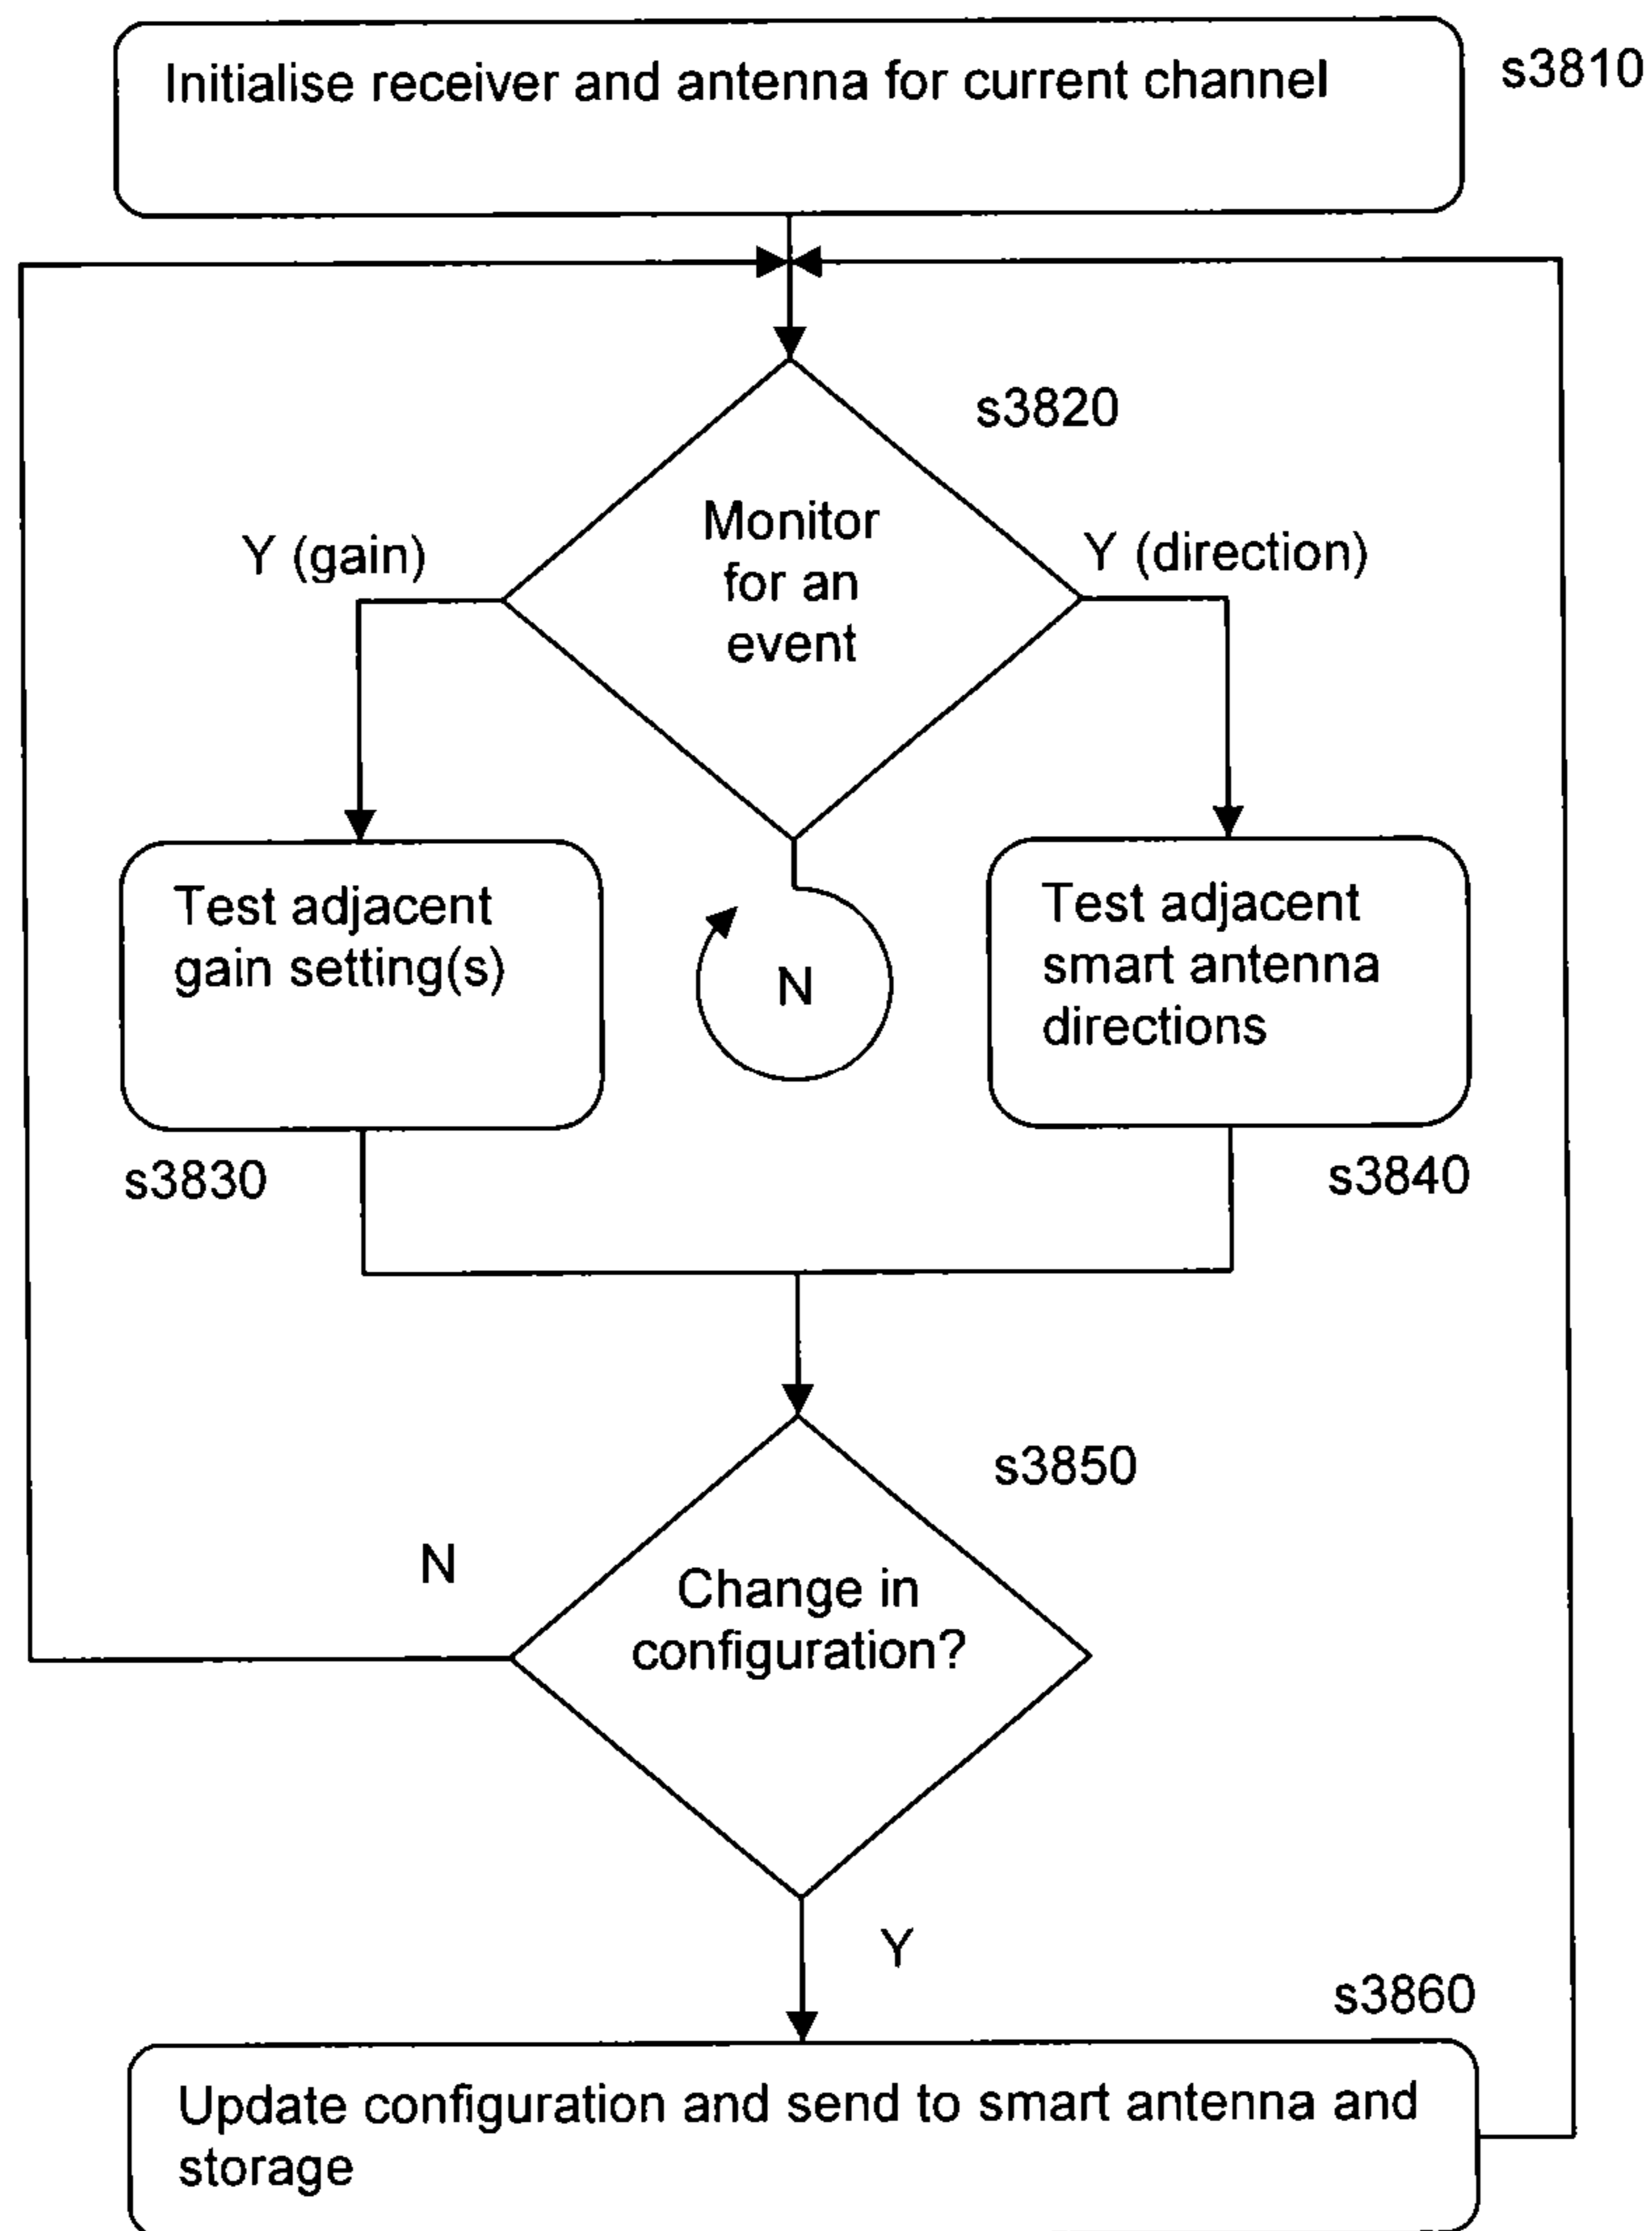 Initialise receiver and antenna for current channel
s3810
s3820
Monitor
for an
event
Y (gain)
Y (direction)
Test adjacent
gain setting(s)
N
Test adjacent
smart antenna
directions
s3830
s3840
s3850
Change in
configuration?
N
Y
s3860
Update configuration and send to smart antenna and
storage